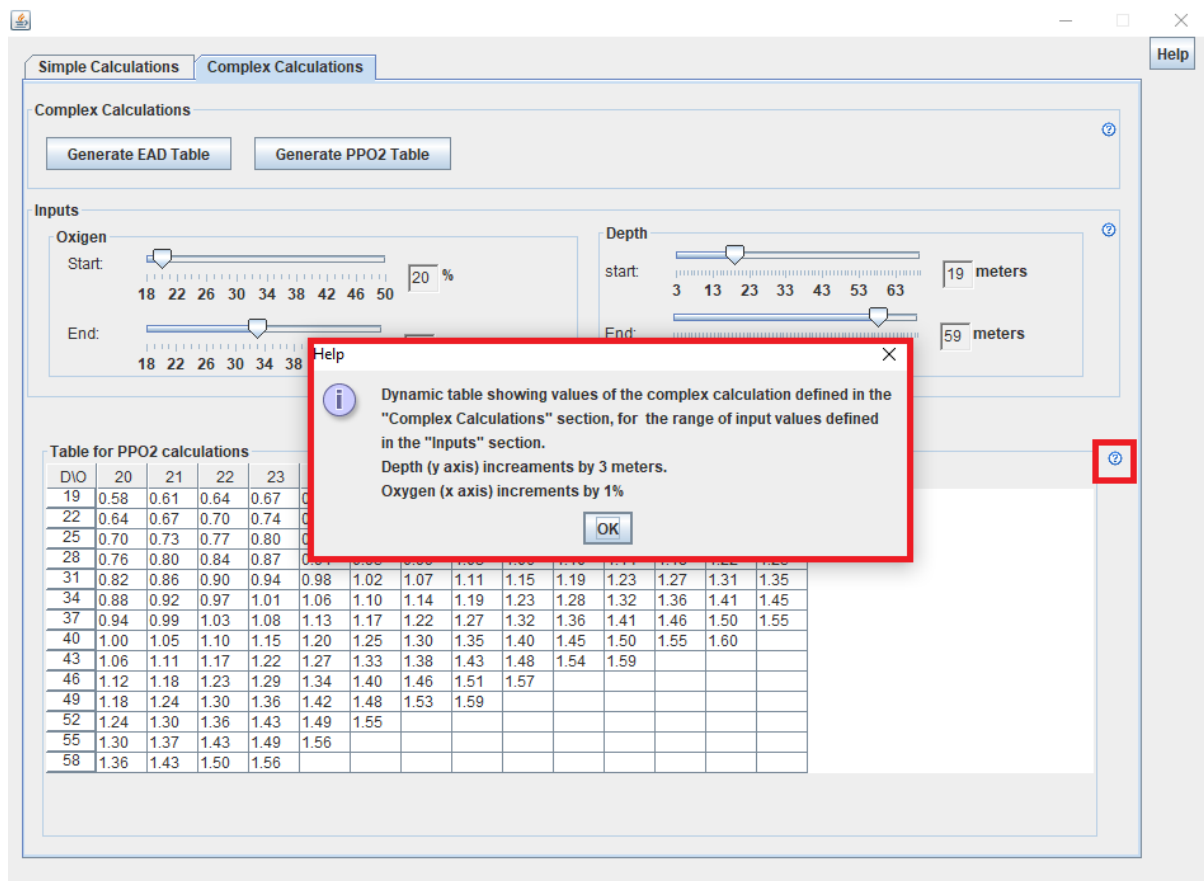 Help
Simple Calculations Complex Calculations
Complex Calculations
Generate EAD Table Generate PPO2 Table
Inputs
Oxigen
Start:
20 %
18 22 26 30 34 38 42 46 50
End:
18 22 26 30 34 38
Depth
start:
19 meters
3 13 23 33 43 53 63
End:
59 meters
Help
Dynamic table showing values of the complex calculation defined in the
"Complex Calculations" section, for the range of input values defined
in the "Inputs" section.
Depth (y axis) increaments by 3 meters.
Oxygen (x axis) increments by 1%
OK
Table for PPO2 calculations
D\O 20 21 22 23
19 0.58 0.61 0.64 0.67
22 0.64 0.67 0.70 0.74
25 0.70 0.73 0.77 0.80
28 0.76 0.80 0.84 0.87
31 0.82 0.86 0.90 0.94 0.98 1.02 1.07 1.11 1.15 1.19 1.23 1.27 1.31 1.35
34 0.88 0.92 0.97 1.01 1.06 1.10 1.14 1.19 1.23 1.28 1.32 1.36 1.41 1.45
37 0.94 0.99 1.03 1.08 1.13 1.17 1.22 1.27 1.32 1.36 1.41 1.46 1.50 1.55
40 1.00 1.05 1.10 1.15 1.20 1.25 1.30 1.35 1.40 1.45 1.50 1.55 1.60
43 1.06 1.11 1.17 1.22 1.27 1.33 1.38 1.43 1.48 1.54 1.59
46 1.12 1.18 1.23 1.29 1.34 1.40 1.46 1.51 1.57
49 1.18 1.24 1.30 1.36 1.42 1.48 1.53 1.59
52 1.24 1.30 1.36 1.43 1.49 1.55
55 1.30 1.37 1.43 1.49 1.56
58 1.36 1.43 1.50 1.56